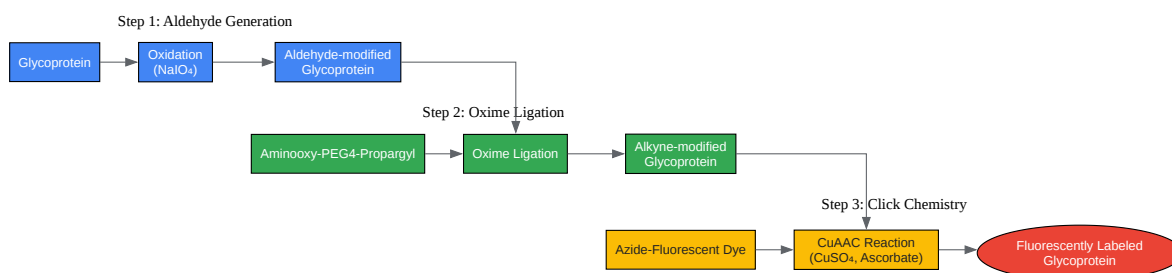 Step 1: Aldehyde Generation
Glycoprotein
Oxidation
(NaIO₄)
Aldehyde-modified
Glycoprotein
Step 2: Oxime Ligation
Aminooxy-PEG4-Propargyl
Oxime Ligation
Alkyne-modified
Glycoprotein
Step 3: Click Chemistry
Azide-Fluorescent Dye
CuAAC Reaction
(CuSO₄, Ascorbate)
Fluorescently Labeled
Glycoprotein